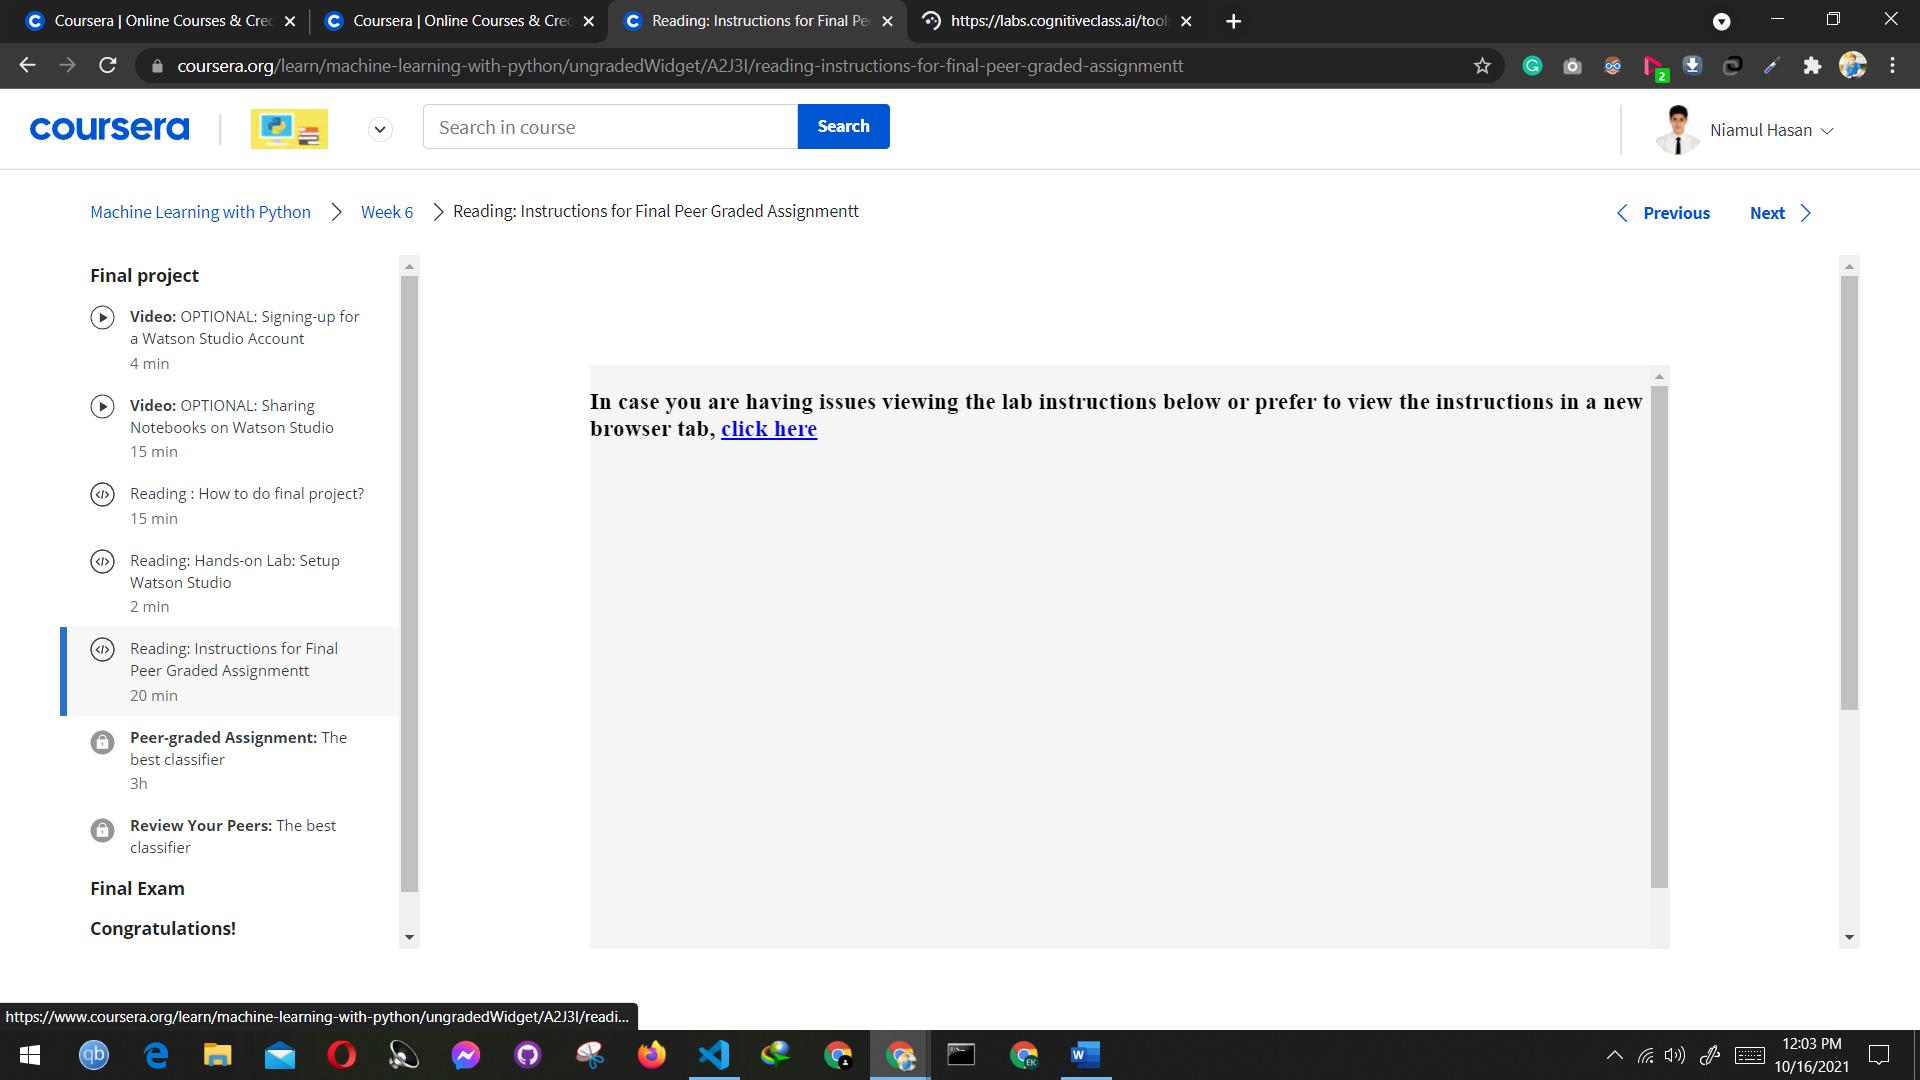 Coursera | Online Courses & Cred
Coursera | Online Courses & Cred
Reading: Instructions for Final Pe
https://labs.cognitiveclass.ai/tool
coursera.org/learn/machine-learning-with-python/ungradedWidget/A2J3I/reading-instructions-for-final-peer-graded-assignmentt
2
coursera
Search in course
Search
Niamul Hasan
Machine Learning with Python
Week 6
Reading: Instructions for Final Peer Graded Assignmentt
Previous
Next
Final project
Video: OPTIONAL: Signing-up for
a Watson Studio Account
4 min
Video: OPTIONAL: Sharing
Notebooks on Watson Studio
15 min
Reading : How to do final project?
15 min
Reading: Hands-on Lab: Setup
Watson Studio
2 min
Reading: Instructions for Final
Peer Graded Assignmentt
20 min
Peer-graded Assignment: The
best classifier
3h
Review Your Peers: The best
classifier
Final Exam
Congratulations!
In case you are having issues viewing the lab instructions below or prefer to view the instructions in a new
browser tab, click here
https://www.coursera.org/learn/machine-learning-with-python/ungradedWidget/A2J3I/readi...
qb
EK
12:03 PM
10/16/2021